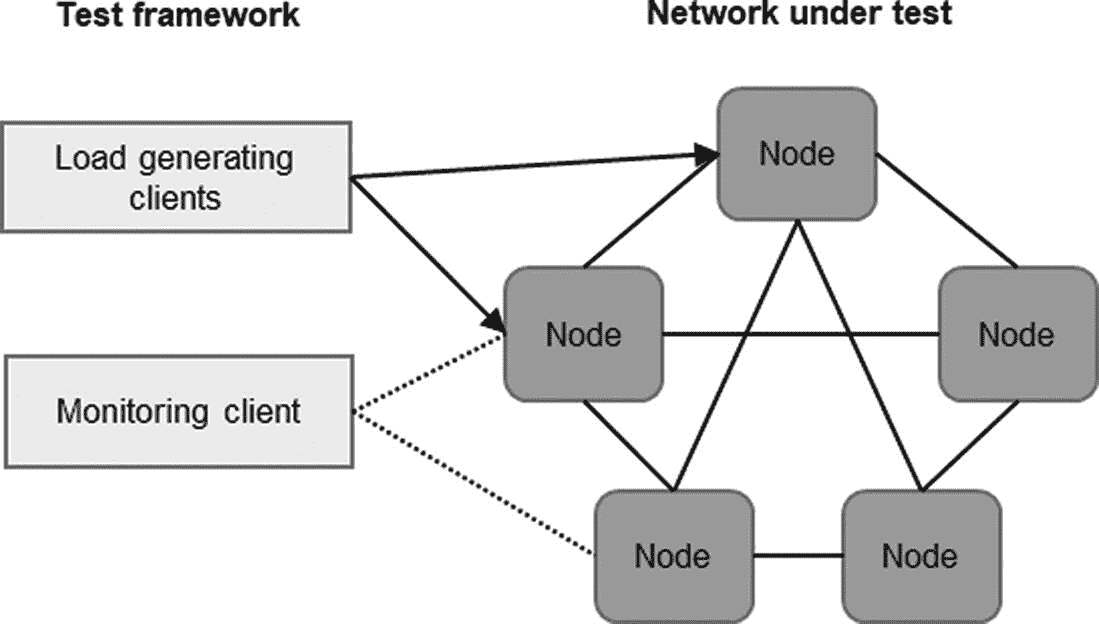 Test framework
Network under test
Load generating
clients
Monitoring client
Node
Node
Node
Node
Node